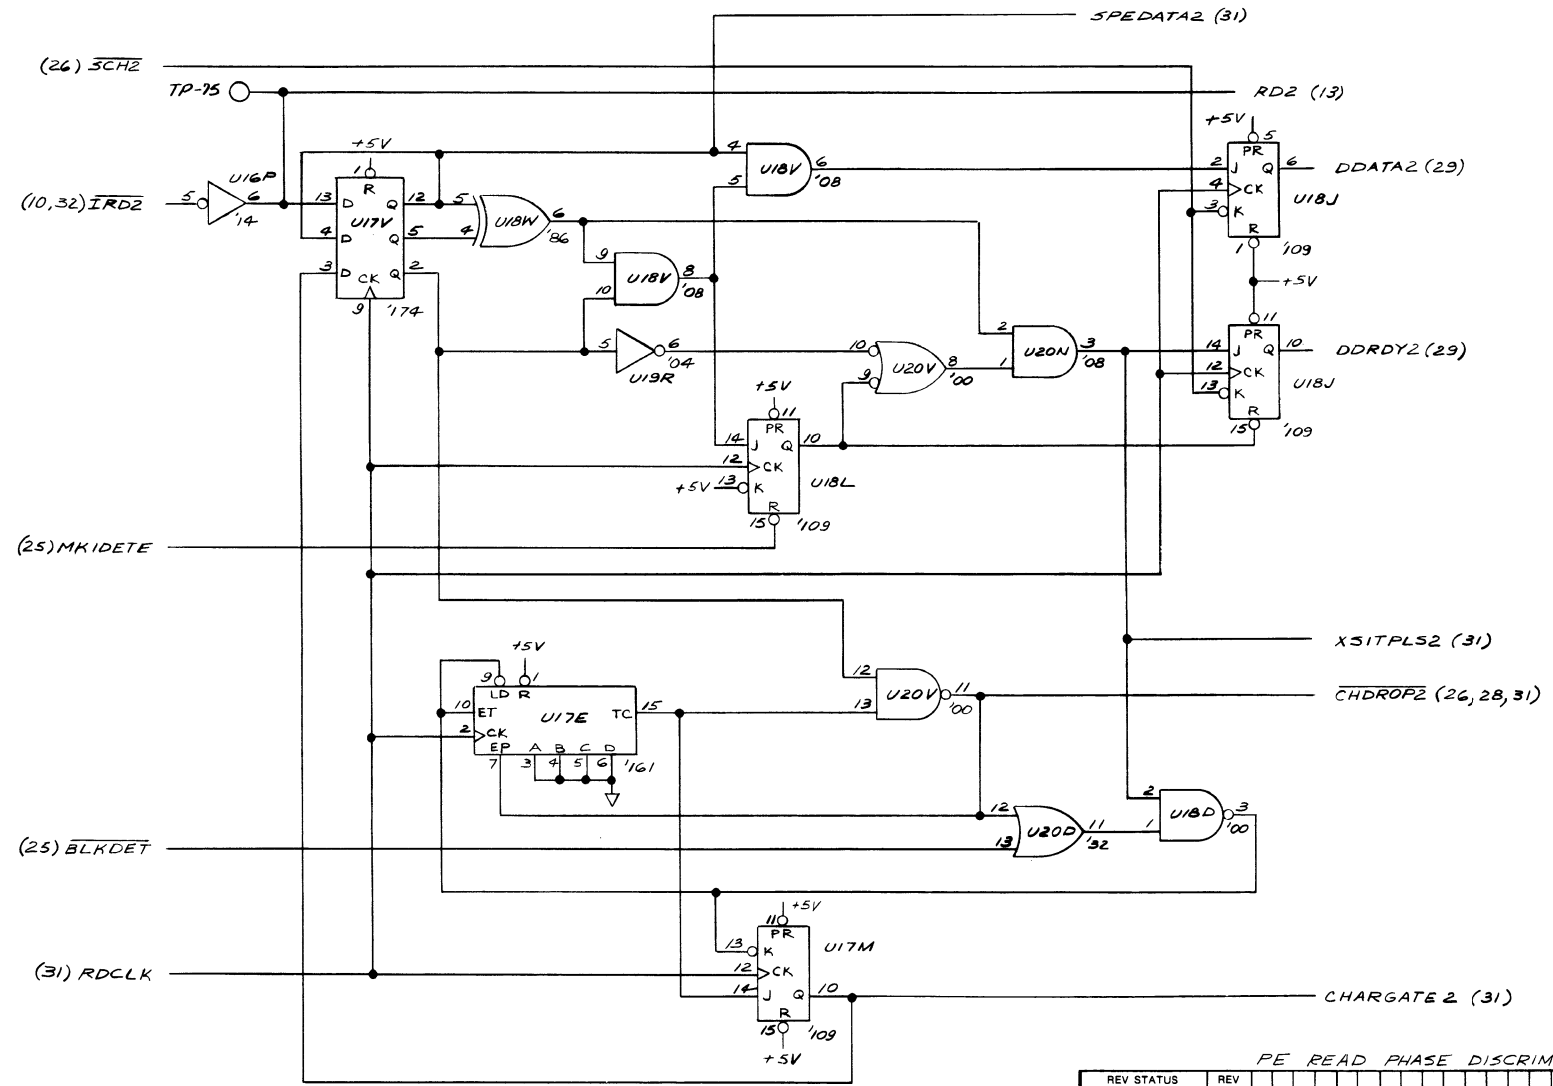 SPEDATA2 (31)
(26) SCH2
TP-75
RD2 (13)
+5V
5
PR
+5V
1
R
U16P
4
U18V
6
'08
5
2
J
Q
6
DDATA2 (29)
4
CK
U18J
3
K
R
1
'109
(10,32) IRD2
5
6
'14
13
D
Q
12
U17V
4
D
Q
5
3
D
Q
2
CK
9
'174
5
4
U18W
6
'86
9
10
U18V
8
'08
+5V
11
PR
5
U19R
6
'04
10
9
U20V
8
'00
2
1
U20N
3
'08
14
J
Q
10
DDRDY2 (29)
12
CK
U18J
13
K
R
15
'109
+5V
11
PR
14
J
Q
10
12
CK
+5V
13
K
U18L
R
15
'109
(25) MK1DETE
XSITPLS2 (31)
+5V
9
1
LD
R
10
ET
U17E
TC
15
2
CK
EP
A
B
C
D
7
3
4
5
6
'161
12
13
U20V
11
'00
CHDROP2 (26, 28, 31)
2
1
U18D
3
'00
12
13
U20D
11
'32
(25) BLKDET
+5V
11
PR
13
K
U17M
(31) RDCLK
12
CK
14
J
Q
10
CHARGATE 2 (31)
R
15
'109
+5V
PE READ PHASE DISCRIM
REV STATUS
REV